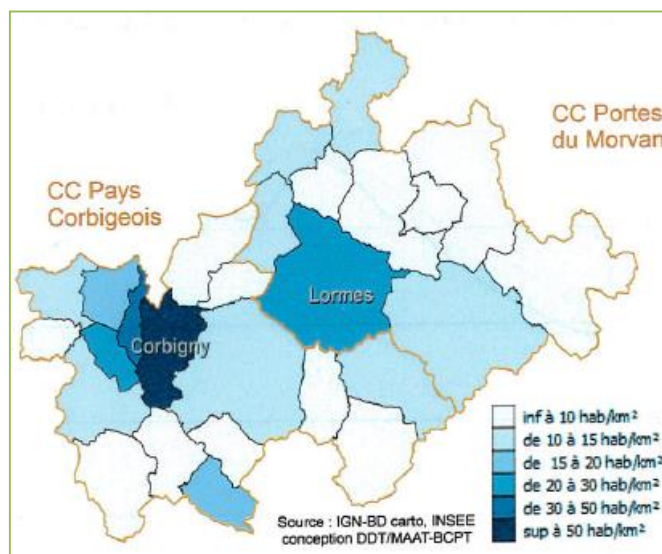 CC Portes
du Morvan
CC Pays
Corbigeois
Lormes
Corbigny
inf à 10 hab/km²
de 10 à 15 hab/km²
de 15 à 20 hab/km²
de 20 à 30 hab/km²
de 30 à 50 hab/km²
sup à 50 hab/km²
Source : IGN-BD carto, INSEE
conception DDT/MAAT-BCPT